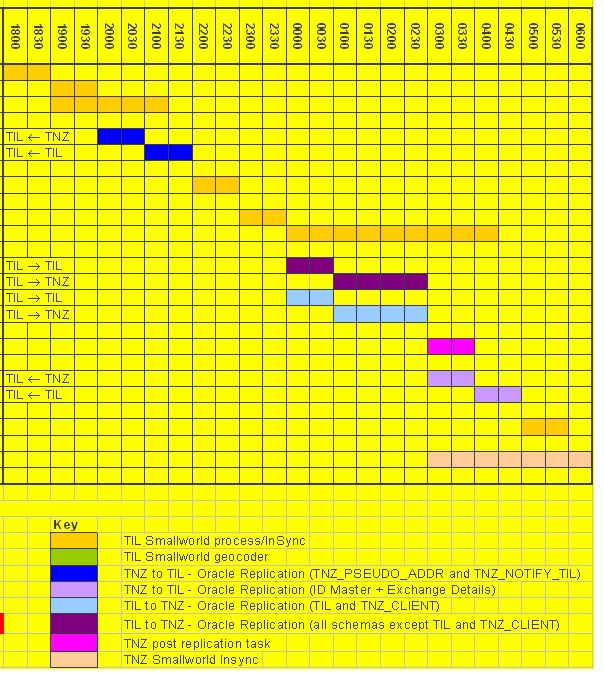 1800 1830 1900 1930 2000 2030 2100 2130 2200 2230 2300 2330 0000 0030 0100 0130 0200 0230 0300 0330 0400 0430 0500 0530 0600
TIL ← TNZ
TIL ← TIL
TIL → TIL
TIL → TNZ
TIL → TIL
TIL → TNZ
TIL ← TNZ
TIL ← TIL
Key
TIL Smallworld process/InSync
TIL Smallworld geocoder
TNZ to TIL - Oracle Replication (TNZ_PSEUDO_ADDR and TNZ_NOTIFY_TIL)
TNZ to TIL - Oracle Replication (ID Master + Exchange Details)
TIL to TNZ - Oracle Replication (TIL and TNZ_CLIENT)
TIL to TNZ - Oracle Replication (all schemas except TIL and TNZ_CLIENT)
TNZ post replication task
TNZ Smallworld Insync